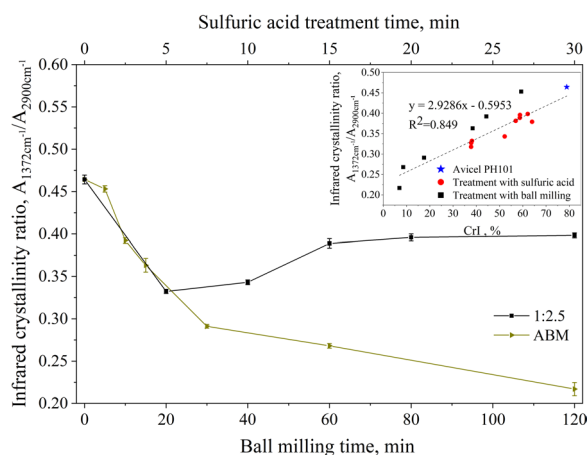 Sulfuric acid treatment time, min
0 5 10 15 20 25 30
Infrared crystallinity ratio, A1372cm-1/A2900cm-1
0.60
0.55
0.50
0.45
0.40
0.35
0.30
0.25
0.20
Infrared crystallinity ratio,
A1372cm-1/A2900cm-1
0.50
0.45
0.40
0.35
0.30
0.25
0.20
y = 2.9286x - 0.5953
R2=0.849
Avicel PH101
Treatment with sulfuric acid
Treatment with ball milling
0 10 20 30 40 50 60 70 80
CrI , %
1:2.5
ABM
0 20 40 60 80 100 120
Ball milling time, min